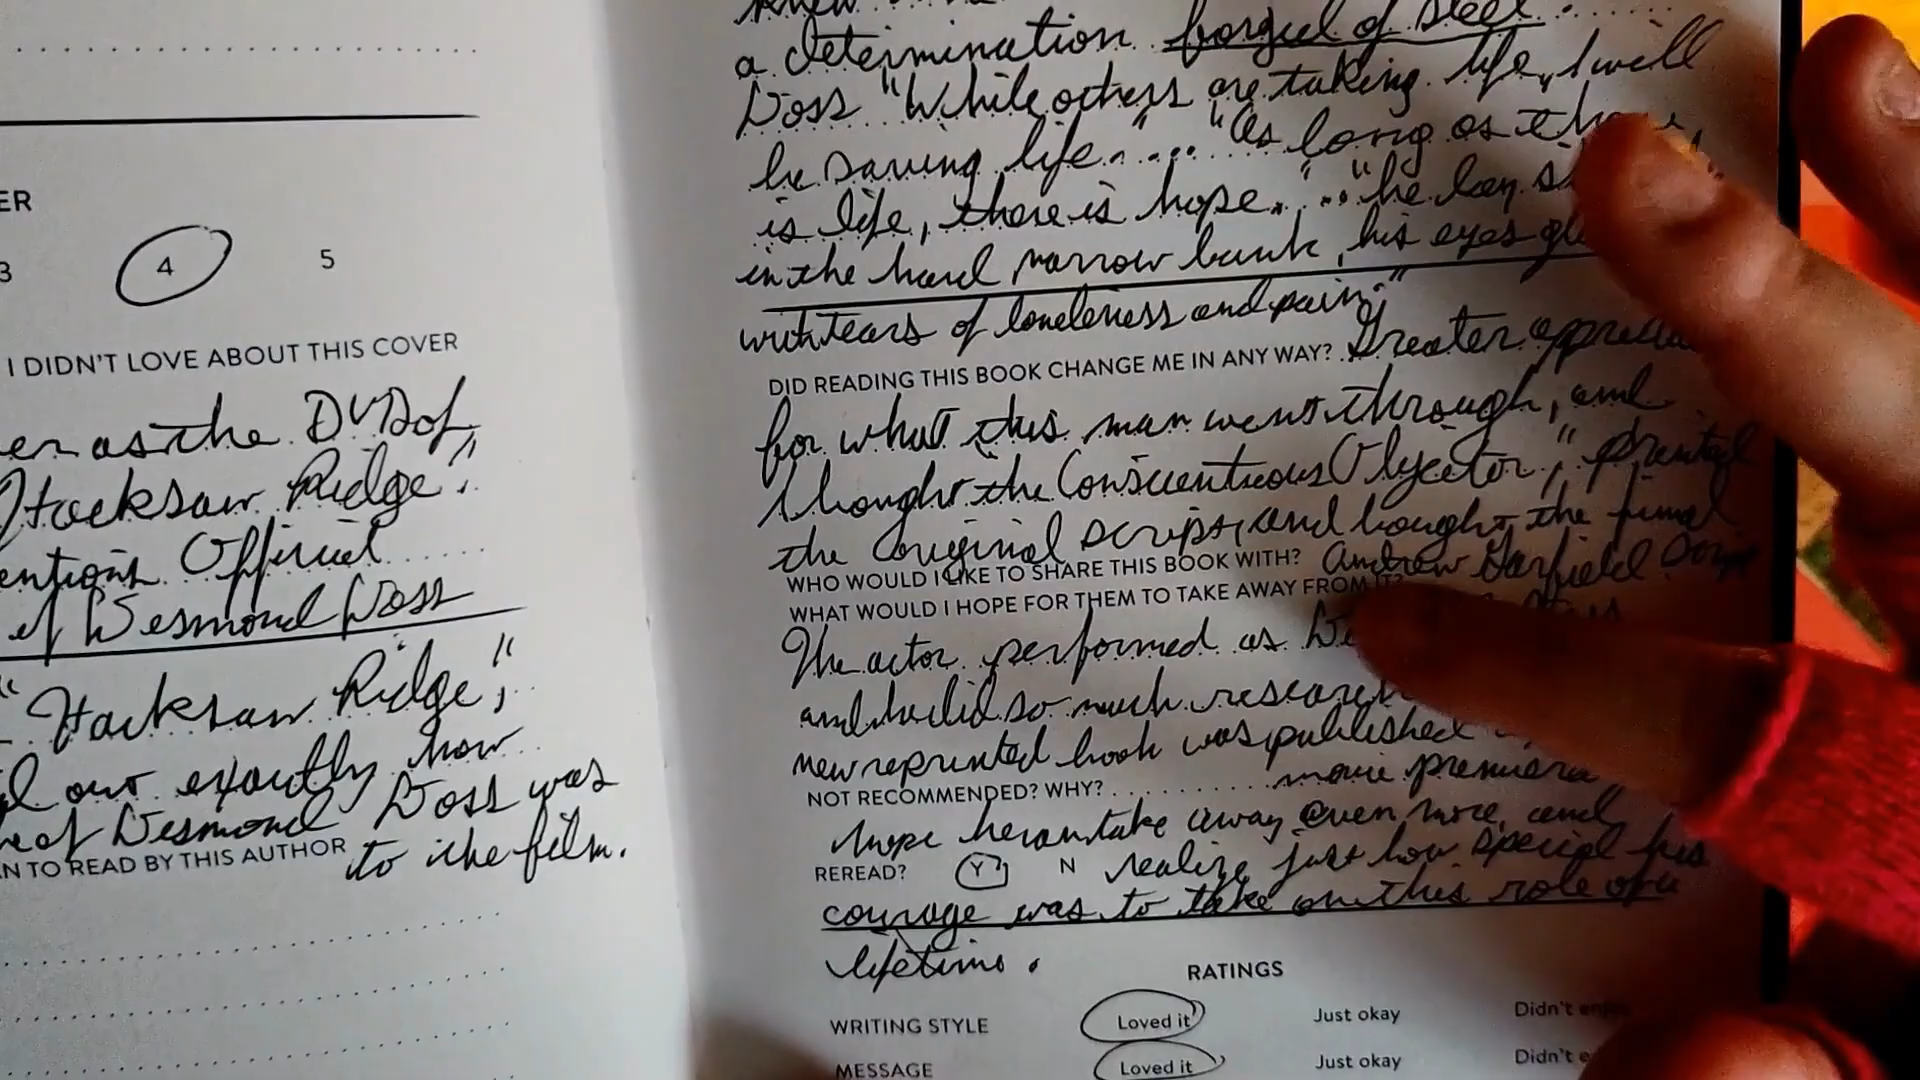 ER
3 4 5
I DIDN'T LOVE ABOUT THIS COVER
as the DVD of
Hacksaw Ridge."
Official
of Desmond Doss
"Hacksaw Ridge,"
out exactly how
of Desmond Doss was
N TO READ BY THIS AUTHOR
to the film.
a determination forged of steel.
Doss "While others are taking life, I will
be saving life." ... "As long as there
is life, there is hope." ... "he lay
in the hard narrow bunk, his eyes
with tears of loneliness and pain."
DID READING THIS BOOK CHANGE ME IN ANY WAY? Greater
for what this man went through, and
thought the Conscientious Objector,"
the original script, and bought the final
WHO WOULD I LIKE TO SHARE THIS BOOK WITH? Andrew Garfield
WHAT WOULD I HOPE FOR THEM TO TAKE AWAY FROM IT?
The actor performed as
and he did so much research
new reprinted book was published
NOT RECOMMENDED? WHY? movie premiere
hope he can take away even more, and
REREAD? Y N realize just how special his
courage was to take on this role of a
lifetime.
RATINGS
WRITING STYLE Loved it Just okay Didn't
MESSAGE Loved it Just okay Didn't